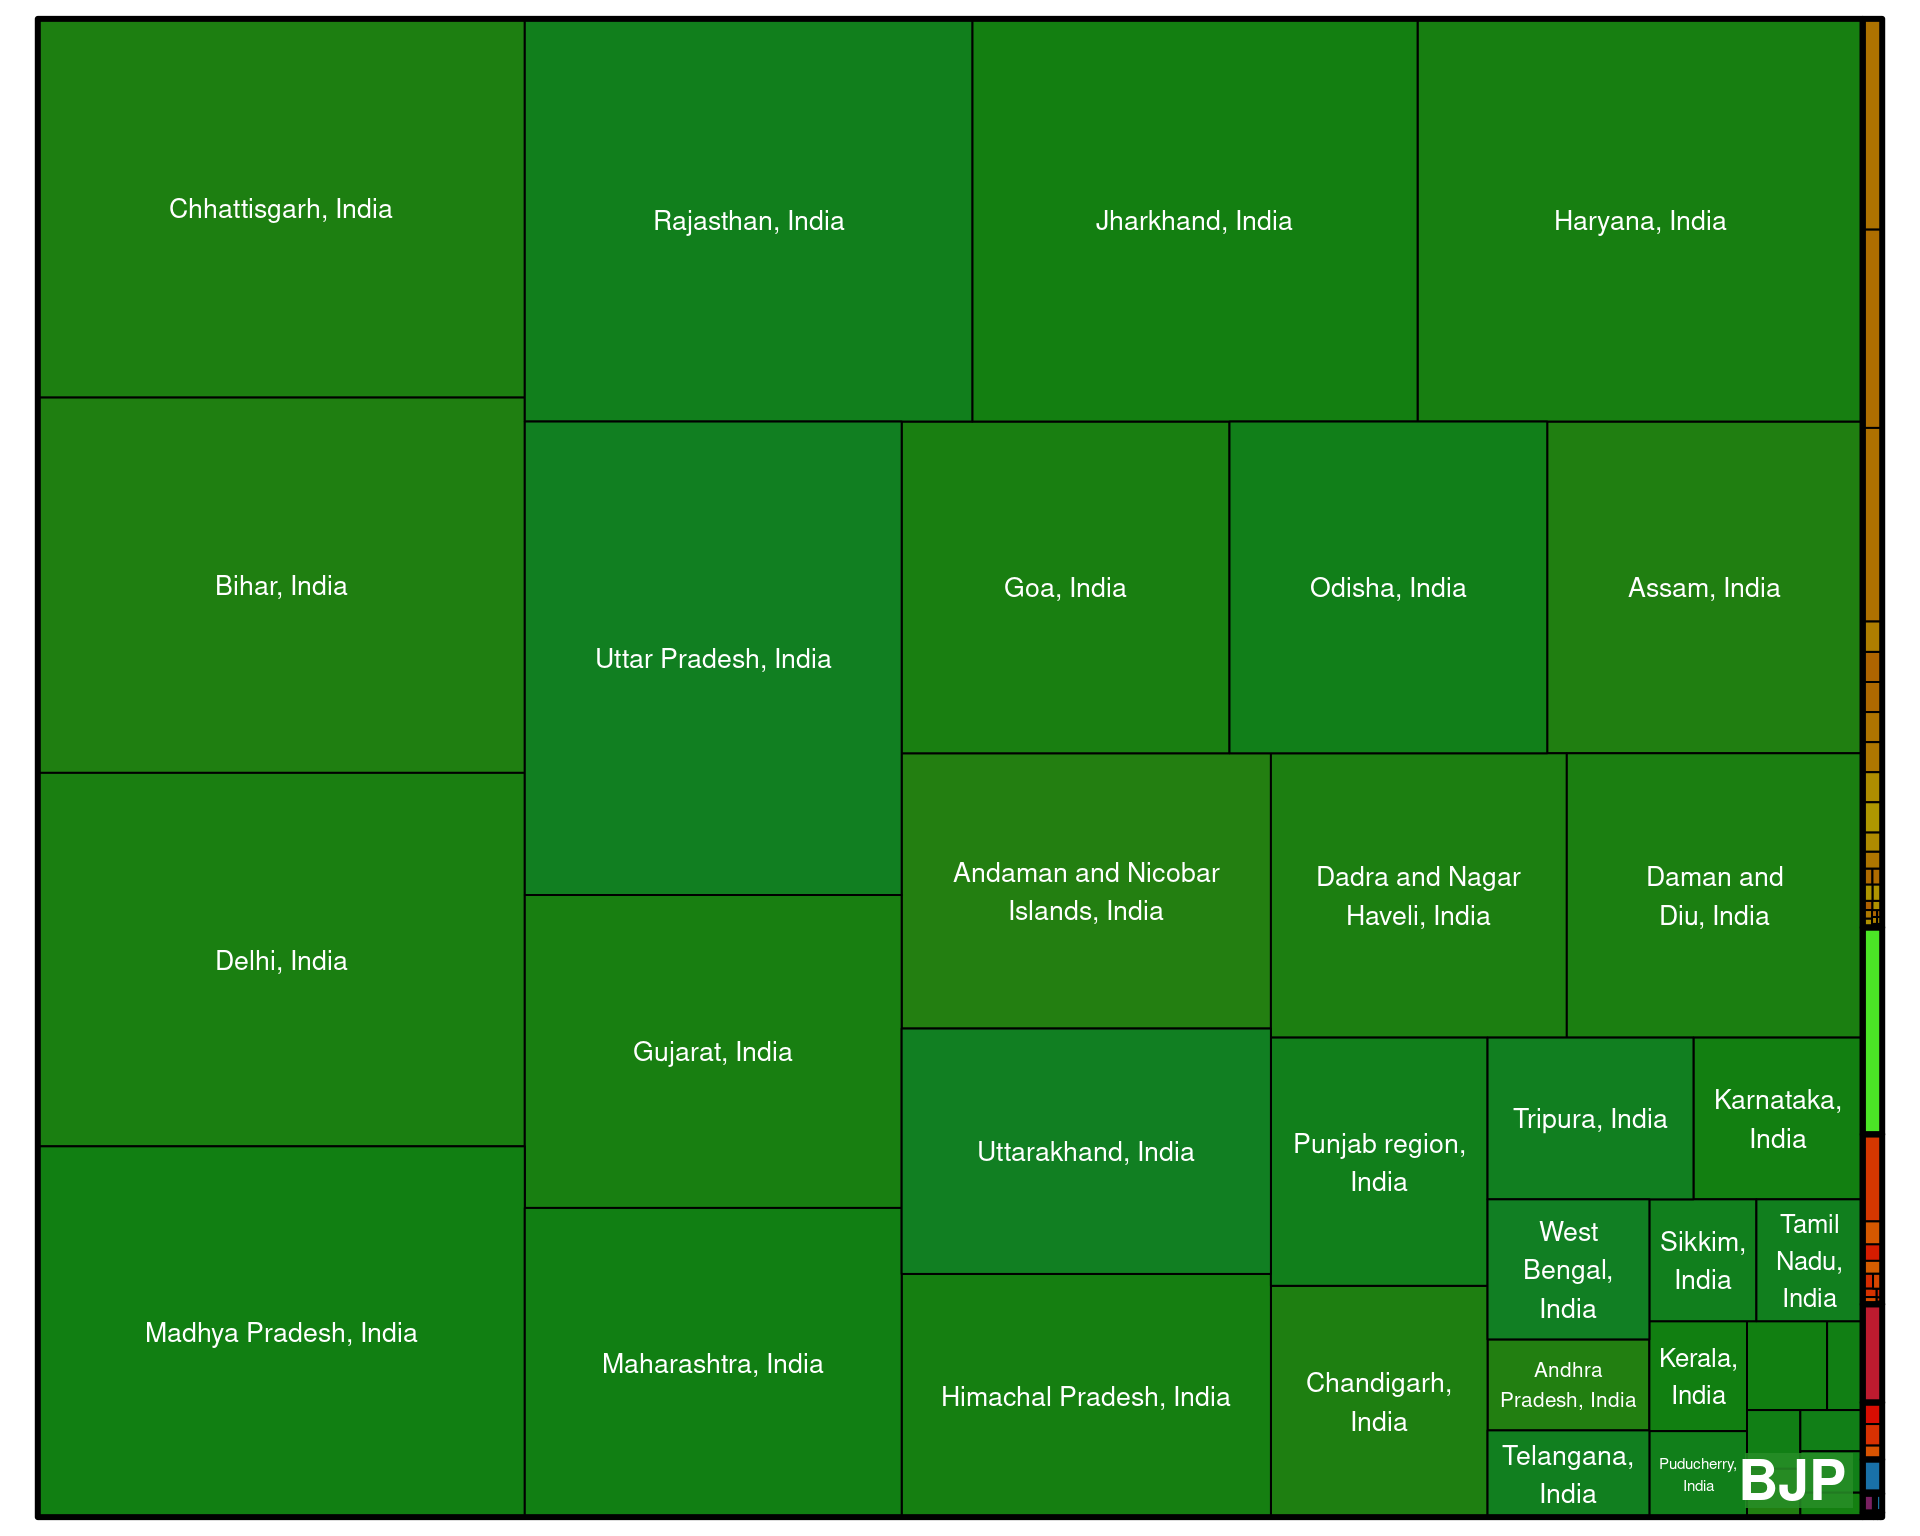 Chhattisgarh, India
Rajasthan, India
Jharkhand, India
Haryana, India
Bihar, India
Uttar Pradesh, India
Goa, India
Odisha, India
Assam, India
Delhi, India
Gujarat, India
Andaman and Nicobar
Islands, India
Dadra and Nagar
Haveli, India
Daman and
Diu, India
Madhya Pradesh, India
Maharashtra, India
Uttarakhand, India
Himachal Pradesh, India
Punjab region,
India
Tripura, India
Karnataka,
India
Chandigarh,
India
West
Bengal,
India
Sikkim,
India
Tamil
Nadu,
India
Andhra
Pradesh, India
Kerala,
India
Telangana,
India
Puducherry,
India
BJP